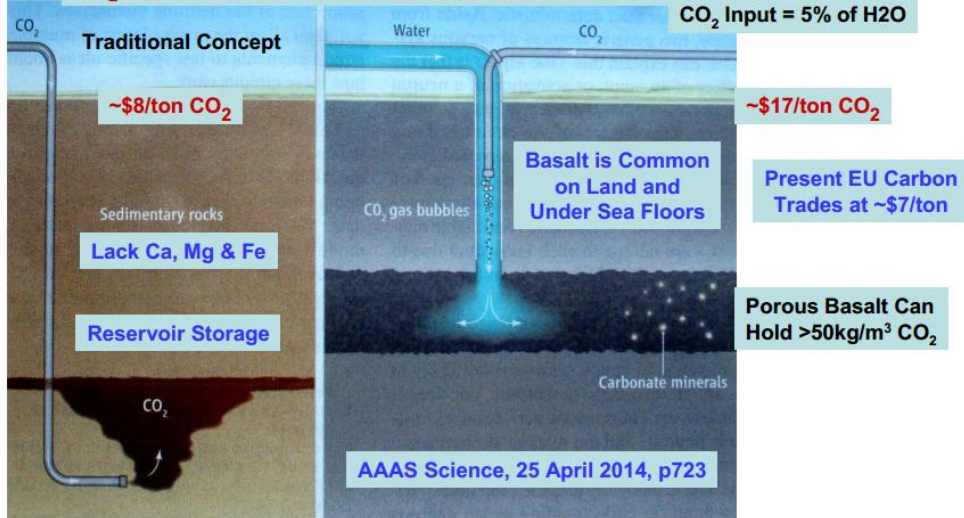 CO₂ Input = 5% of H2O
CO₂
Traditional Concept
Water
CO₂
~$8/ton CO₂
~$17/ton CO₂
Basalt is Common
on Land and
Under Sea Floors
Present EU Carbon
Trades at ~$7/ton
Sedimentary rocks
CO₂ gas bubbles
Lack Ca, Mg & Fe
Reservoir Storage
Porous Basalt Can
Hold >50kg/m³ CO₂
Carbonate minerals
CO₂
AAAS Science, 25 April 2014, p723